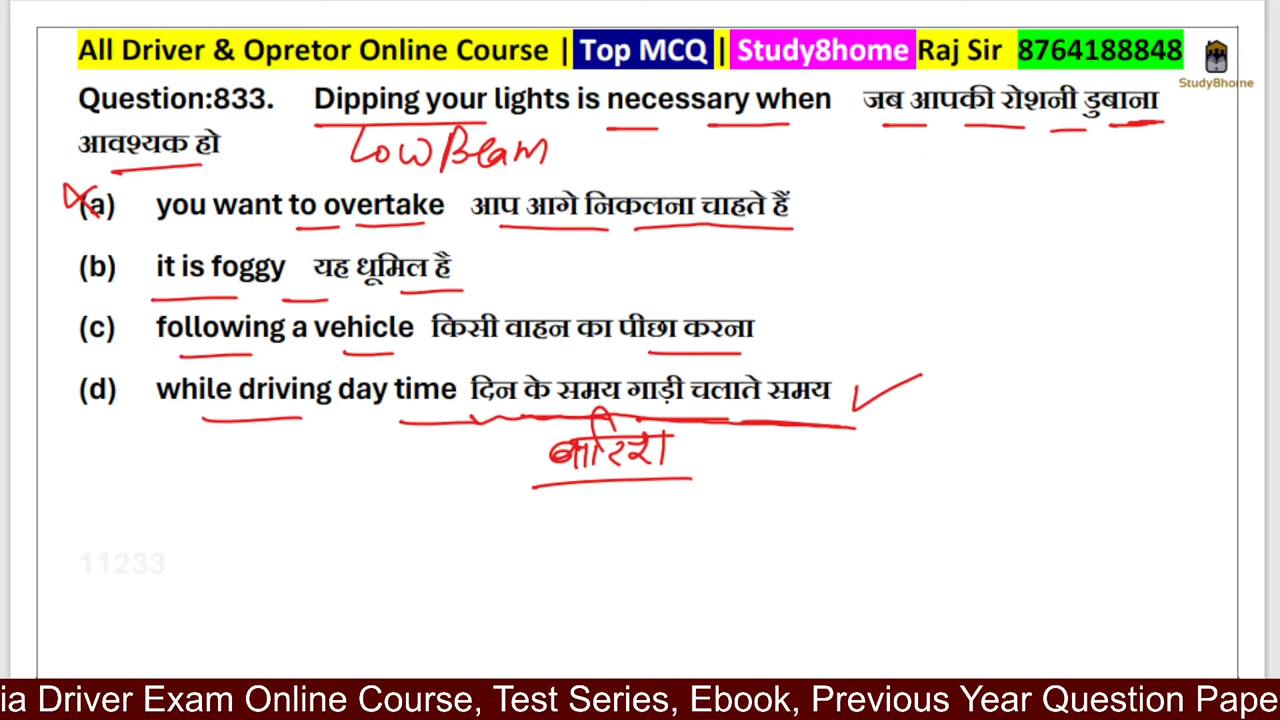 All Driver & Opretor Online Course | Top MCQ | Study8home Raj Sir 8764188848
Study8home
Question:833. Dipping your lights is necessary when जब आपकी रोशनी डुबाना
आवश्यक हो
Low Beam
(a) you want to overtake आप आगे निकलना चाहते हैं
(b) it is foggy यह धूमिल है
(c) following a vehicle किसी वाहन का पीछा करना
(d) while driving day time दिन के समय गाड़ी चलाते समय
बारिश
11233
ia Driver Exam Online Course, Test Series, Ebook, Previous Year Question Pape